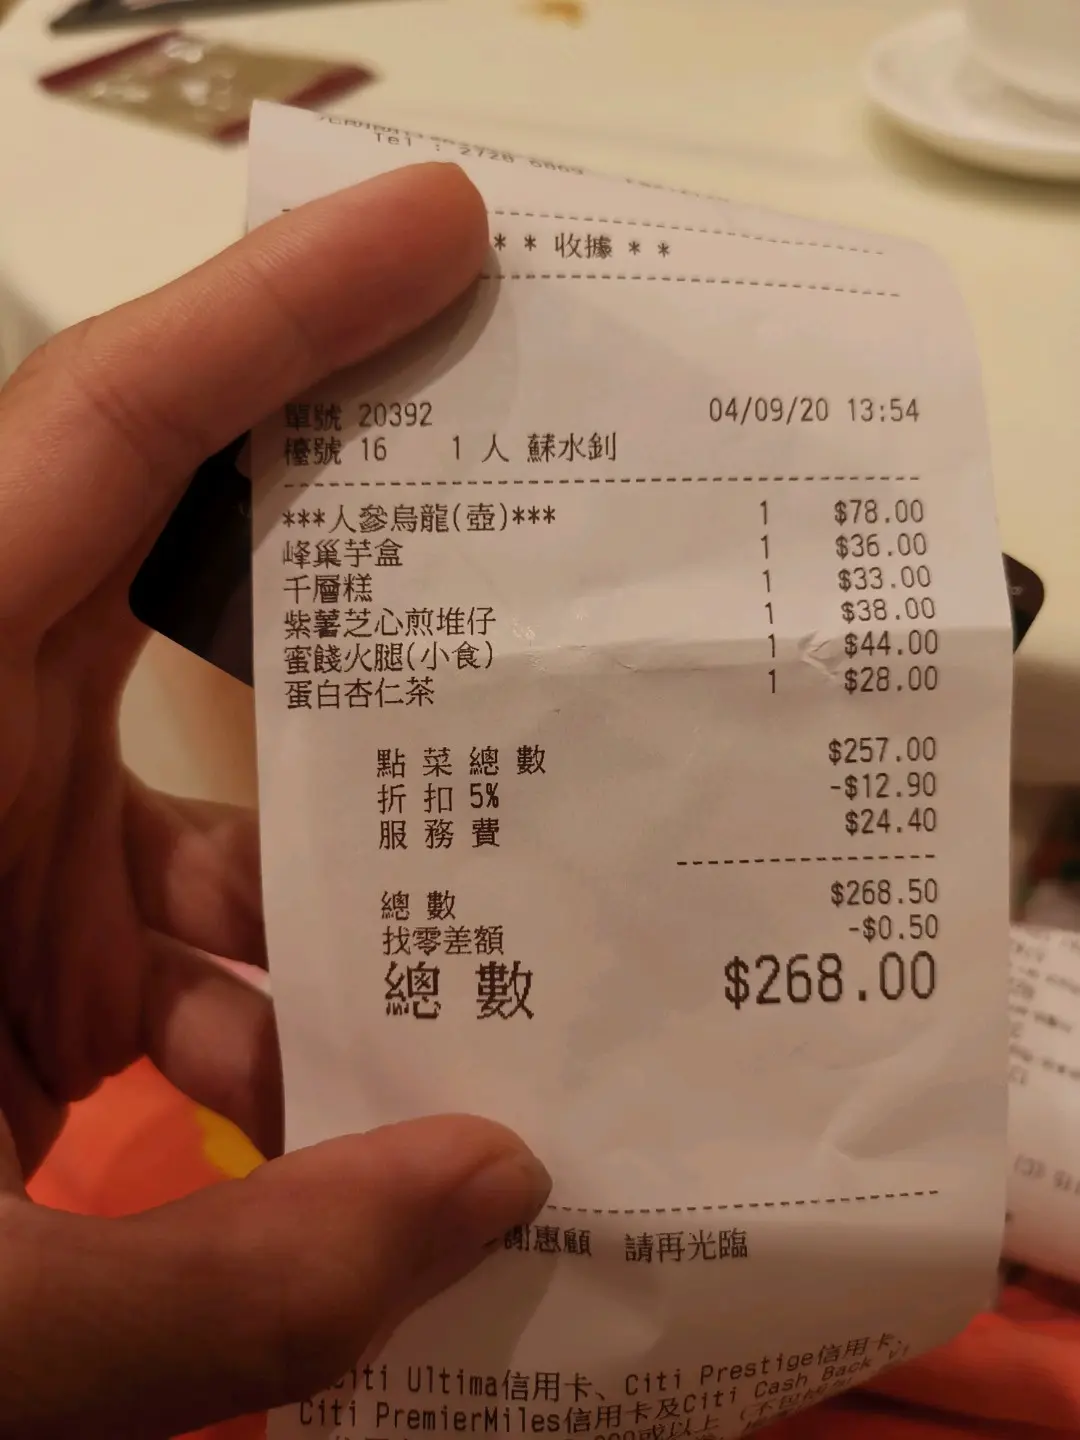 Tel : 2728
** 收據 **
單號 20392 04/09/20 13:54
檯號 16 1 人 蘇水釗
***人參烏龍(壺)*** 1 $78.00
峰巢芋盒 1 $36.00
千層糕 1 $33.00
紫薯芝心煎堆仔 1 $38.00
蜜餞火腿(小食) 1 $44.00
蛋白杏仁茶 1 $28.00
點菜總數 $257.00
折扣5% -$12.90
服務費 $24.40
總數 $268.50
找零差額 -$0.50
總數 $268.00
謝惠顧 請再光臨
Ultima信用卡、Citi Prestige信用卡、
Citi PremierMiles信用卡及Citi Cash Back